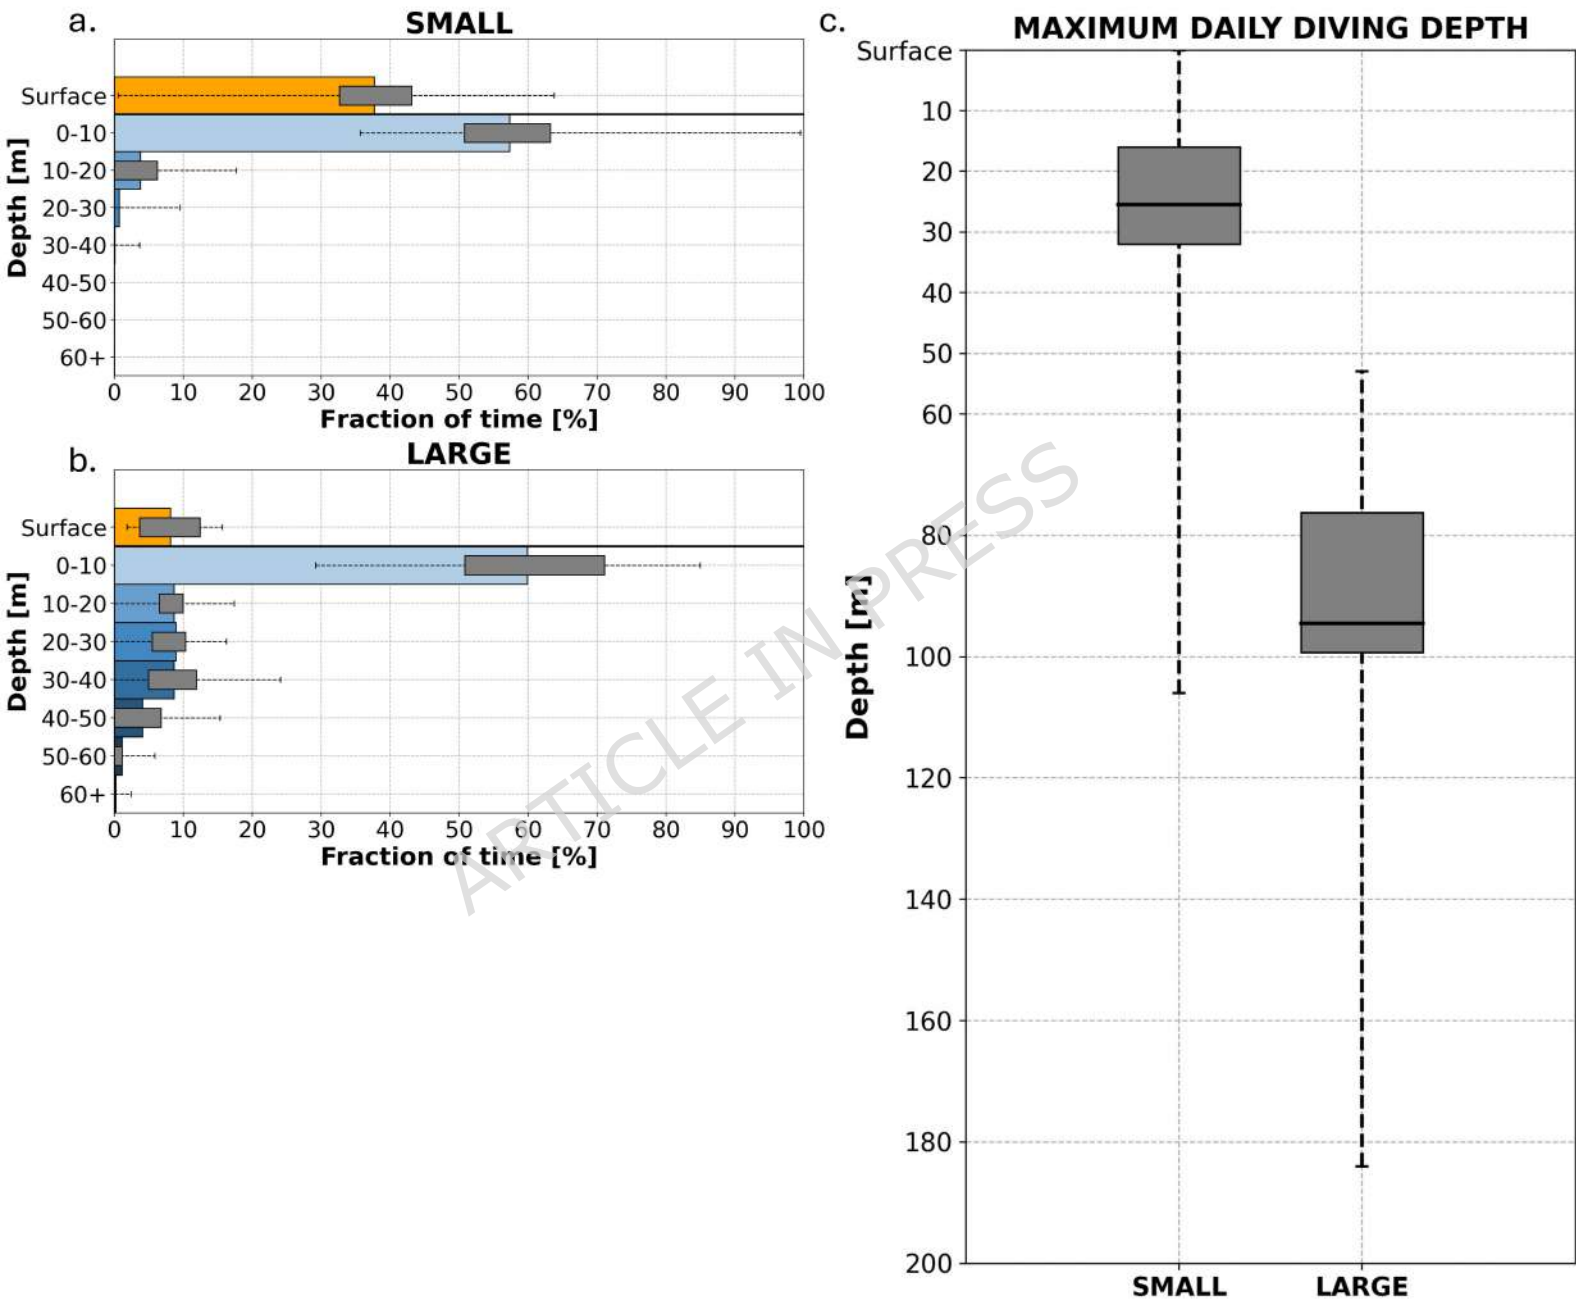 a.
SMALL
Surface
0-10
10-20
20-30
30-40
40-50
50-60
60+
Depth [m]
0 10 20 30 40 50 60 70 80 90 100
Fraction of time [%]
b.
LARGE
Surface
0-10
10-20
20-30
30-40
40-50
50-60
60+
Depth [m]
0 10 20 30 40 50 60 70 80 90 100
Fraction of time [%]
c.
MAXIMUM DAILY DIVING DEPTH
Surface
10
20
30
40
50
60
80
100
120
140
160
180
200
Depth [m]
SMALL LARGE
ARTICLE IN PRESS